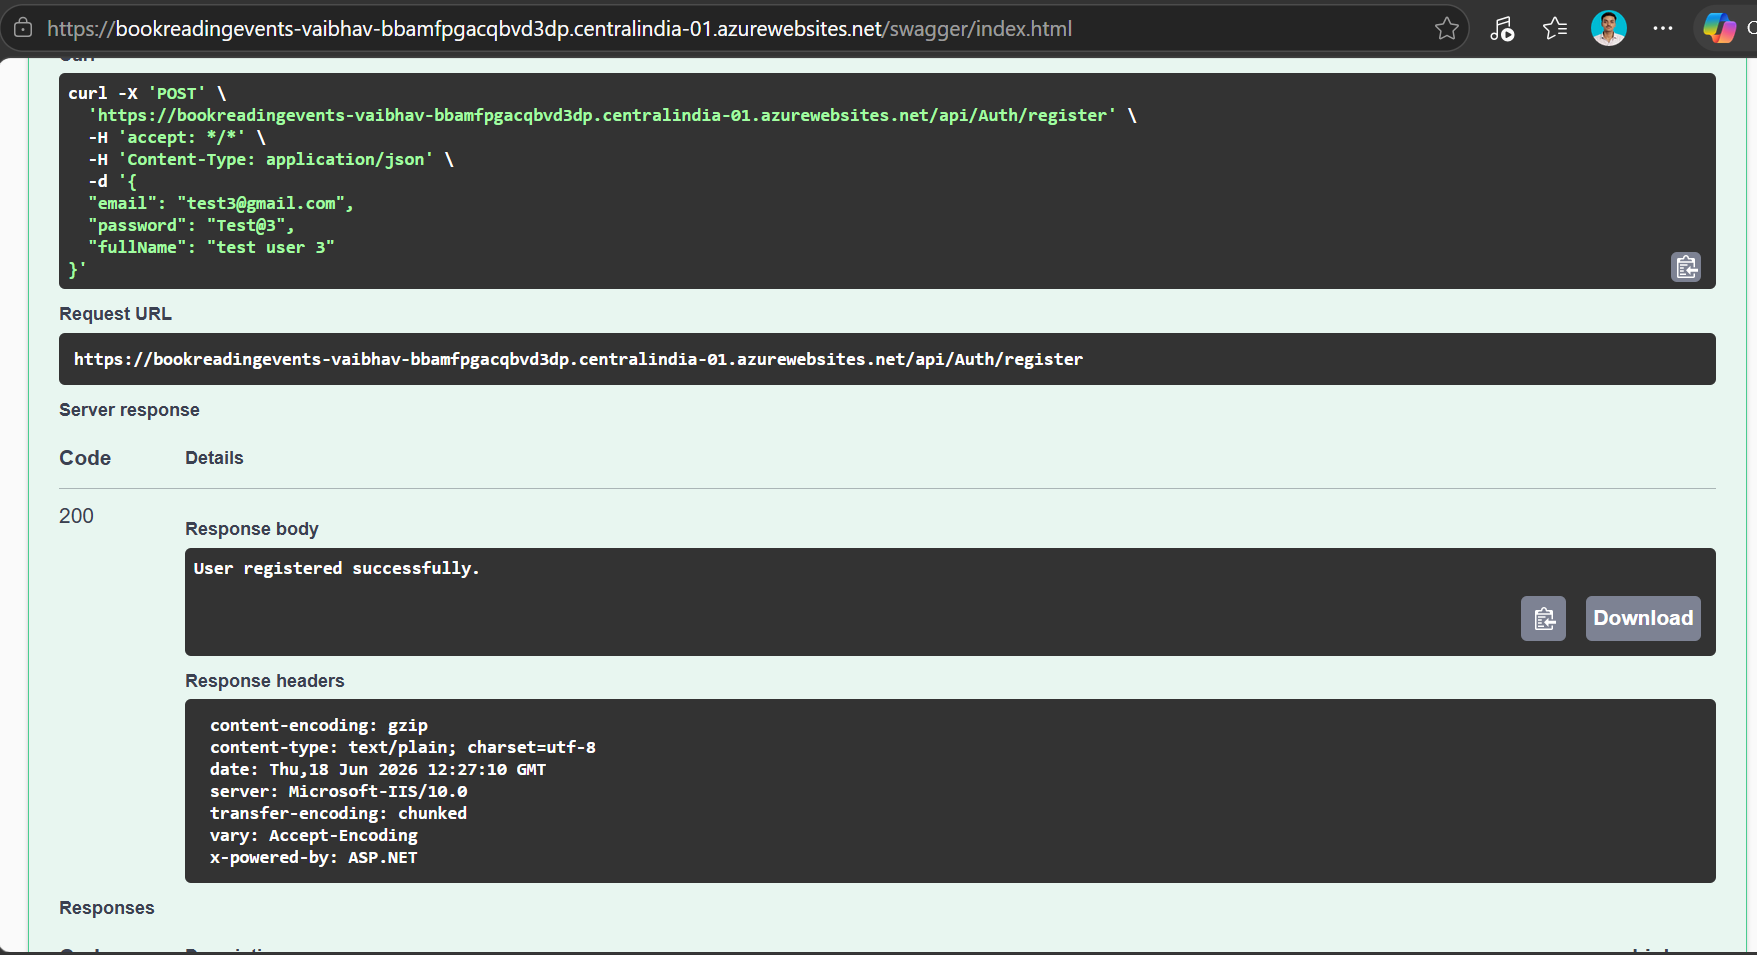 https://bookreadingevents-vaibhav-bbamfpgacqbvd3dp.centralindia-01.azurewebsites.net/swagger/index.html
curl -X 'POST' \
'https://bookreadingevents-vaibhav-bbamfpgacqbvd3dp.centralindia-01.azurewebsites.net/api/Auth/register' \
-H 'accept: */*' \
-H 'Content-Type: application/json' \
-d '{
"email": "test3@gmail.com",
"password": "Test@3",
"fullName": "test user 3"
}'
Request URL
https://bookreadingevents-vaibhav-bbamfpgacqbvd3dp.centralindia-01.azurewebsites.net/api/Auth/register
Server response
Code Details
200
Response body
User registered successfully.
Download
Response headers
content-encoding: gzip
content-type: text/plain; charset=utf-8
date: Thu,18 Jun 2026 12:27:10 GMT
server: Microsoft-IIS/10.0
transfer-encoding: chunked
vary: Accept-Encoding
x-powered-by: ASP.NET
Responses